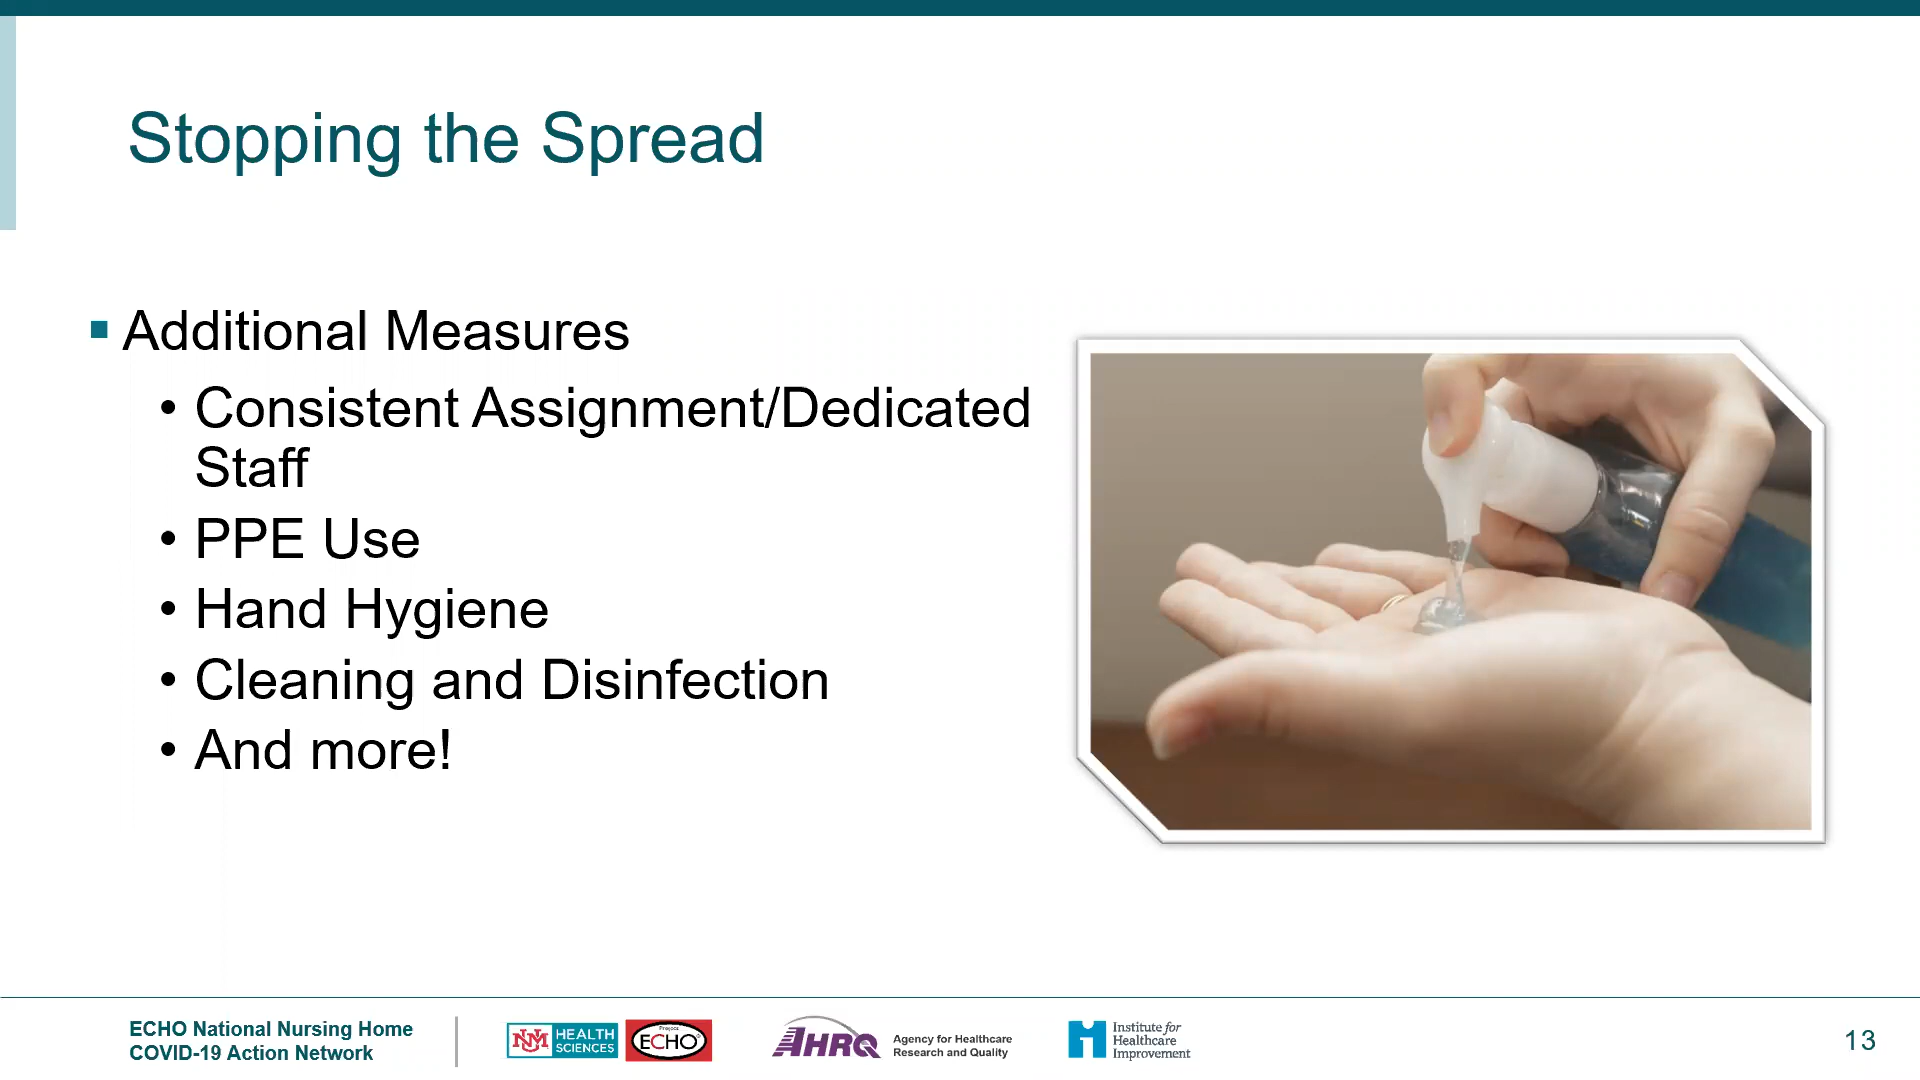 Stopping the Spread
Additional Measures
Consistent Assignment/Dedicated
Staff
PPE Use
Hand Hygiene
Cleaning and Disinfection
And more!
ECHO National Nursing Home
COVID-19 Action Network
UNM
HEALTH
SCIENCES
Project
ECHO®
AHRQ
Agency for Healthcare
Research and Quality
Institute for
Healthcare
Improvement
13